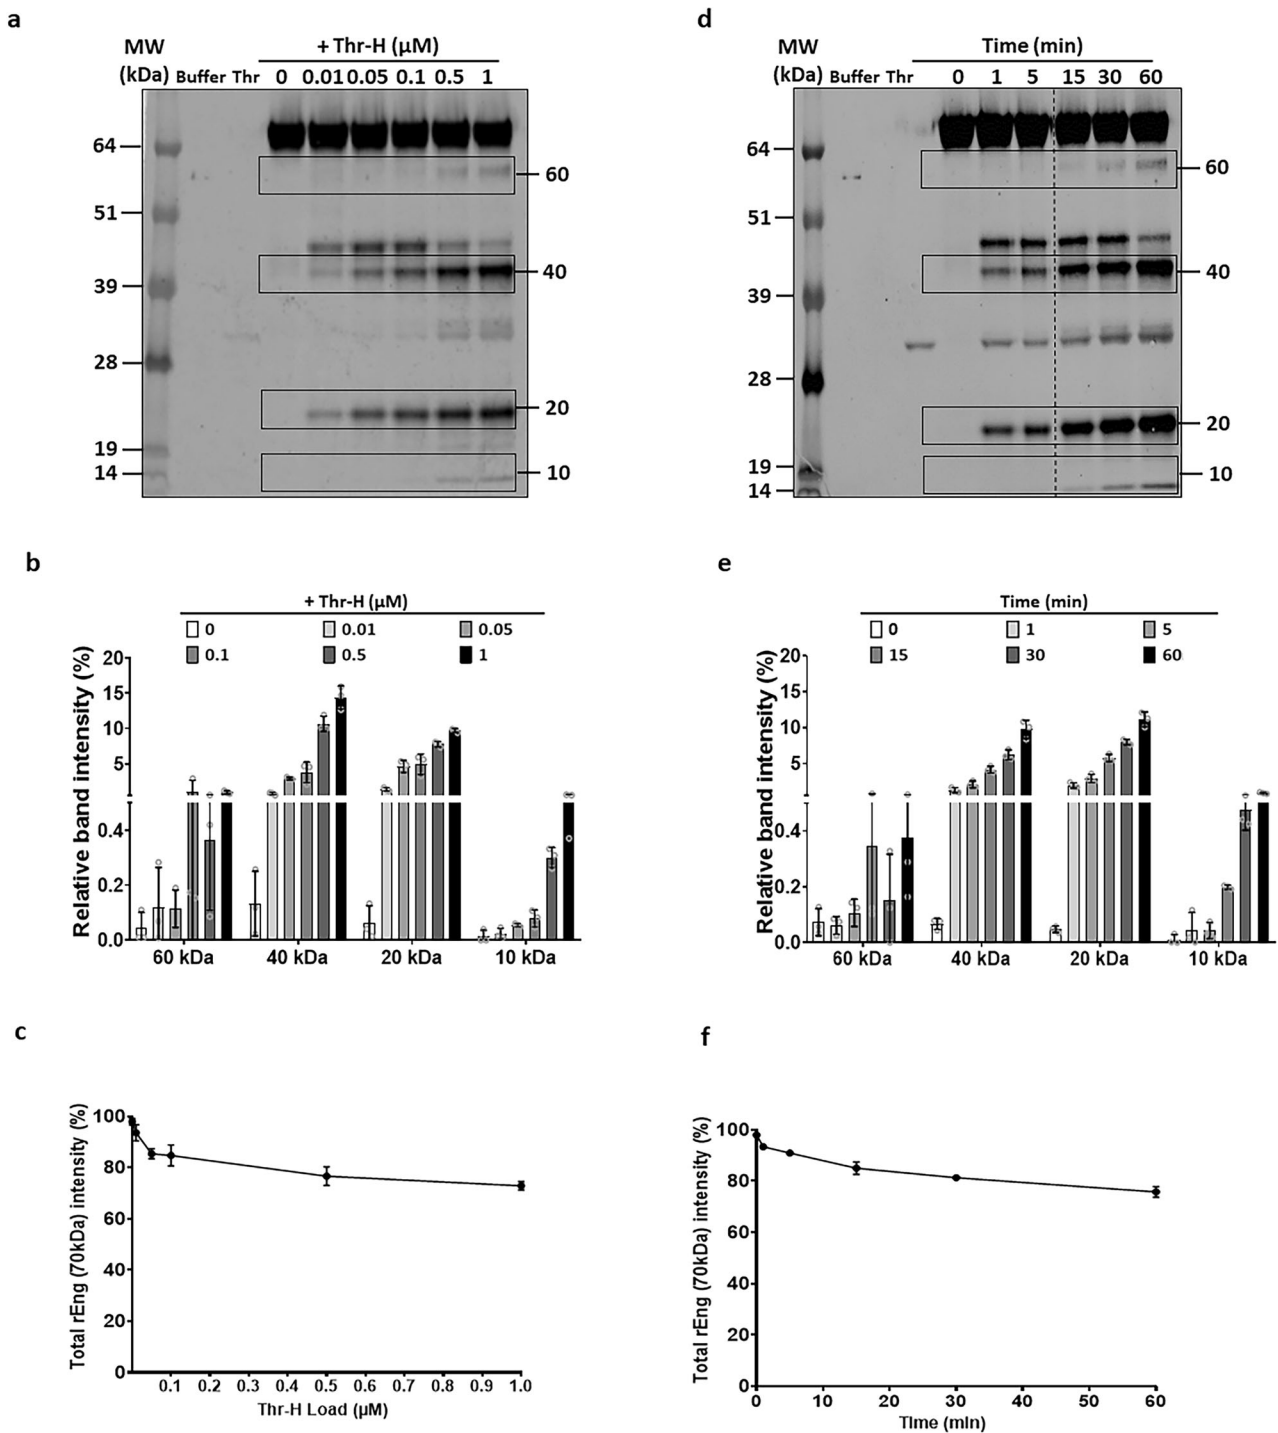 a
MW (kDa) Buffer Thr
+ Thr-H (µM)
0 0.01 0.05 0.1 0.5 1
64
51
39
28
19
14
60
40
20
10
d
MW (kDa) Buffer Thr
Time (min)
0 1 5 15 30 60
64
51
39
28
19
14
60
40
20
10
b
+ Thr-H (µM)
0 0.01 0.05
0.1 0.5 1
Relative band intensity (%)
20
15
10
5
0.4
0.2
0.0
60 kDa 40 kDa 20 kDa 10 kDa
e
Time (min)
0 1 5
15 30 60
Relative band intensity (%)
20
15
10
5
0.4
0.2
0.0
60 kDa 40 kDa 20 kDa 10 kDa
c
Total rEng (70kDa) intensity (%)
100
80
60
40
20
0
0.1 0.2 0.3 0.4 0.5 0.6 0.7 0.8 0.9 1.0
Thr-H Load (µM)
f
Total rEng (70kDa) intensity (%)
100
80
60
40
20
0
0 10 20 30 40 50 60
Time (min)